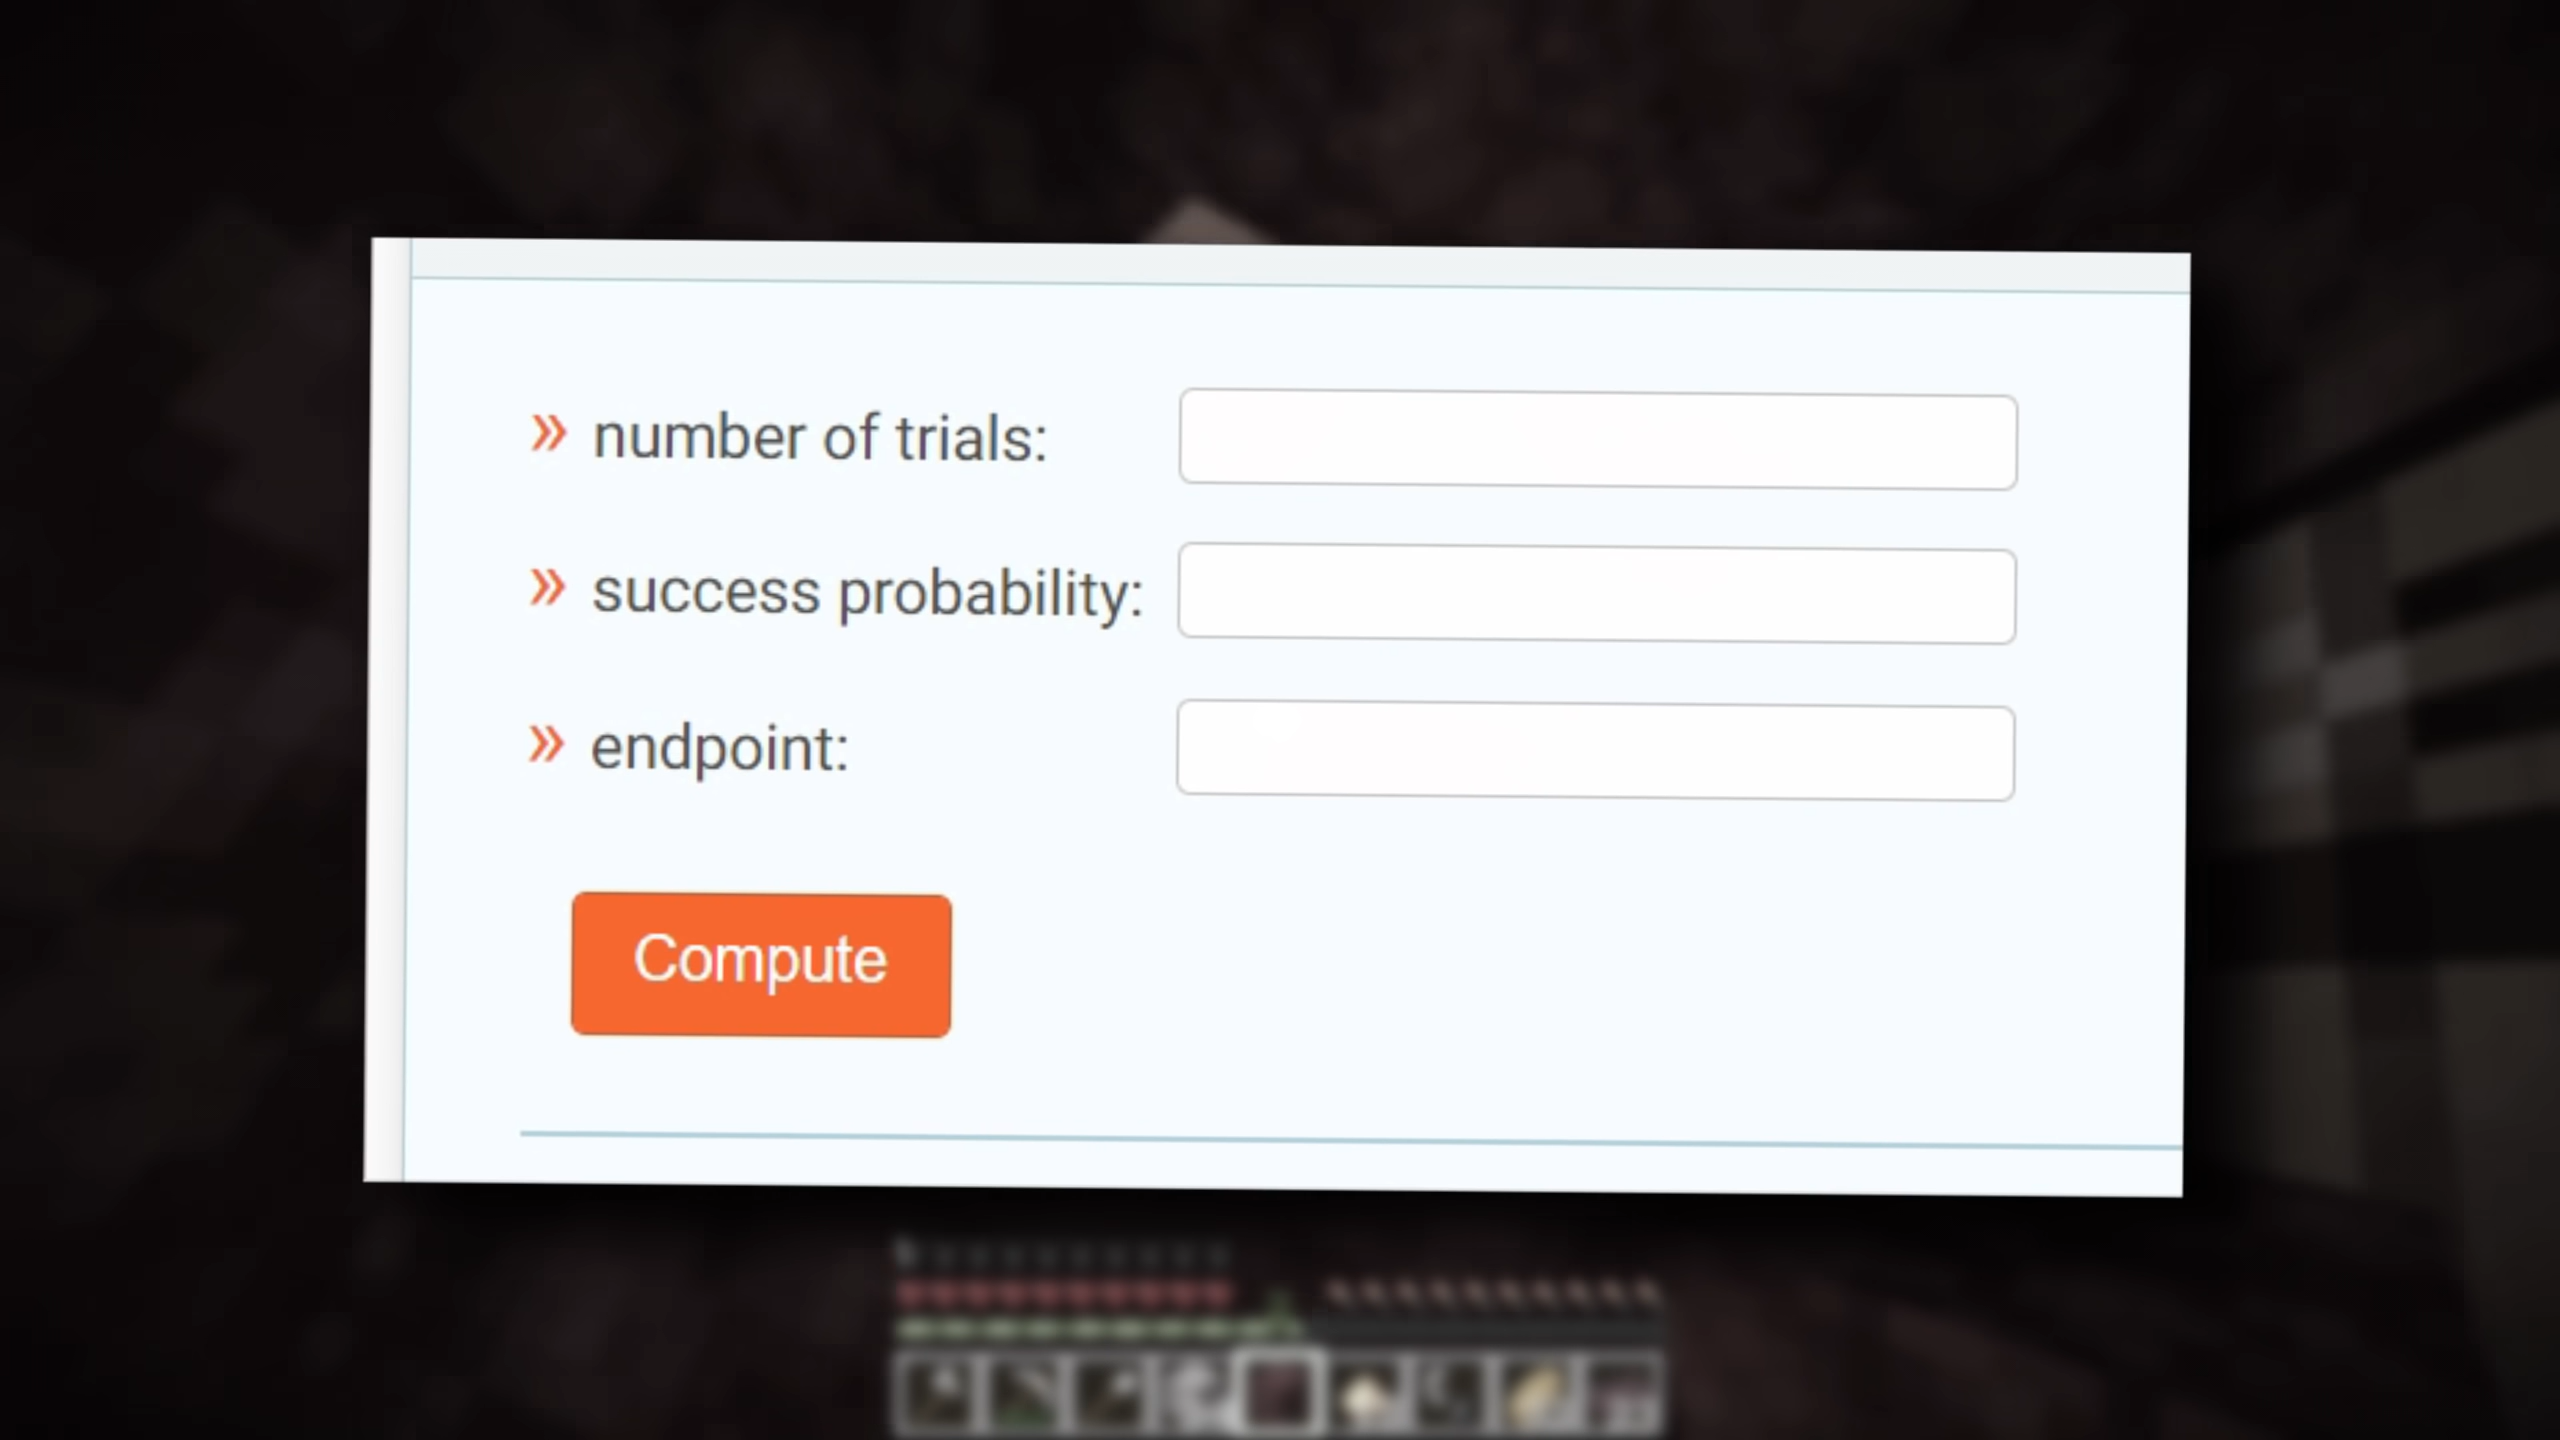 » number of trials:
» success probability:
» endpoint:
Compute